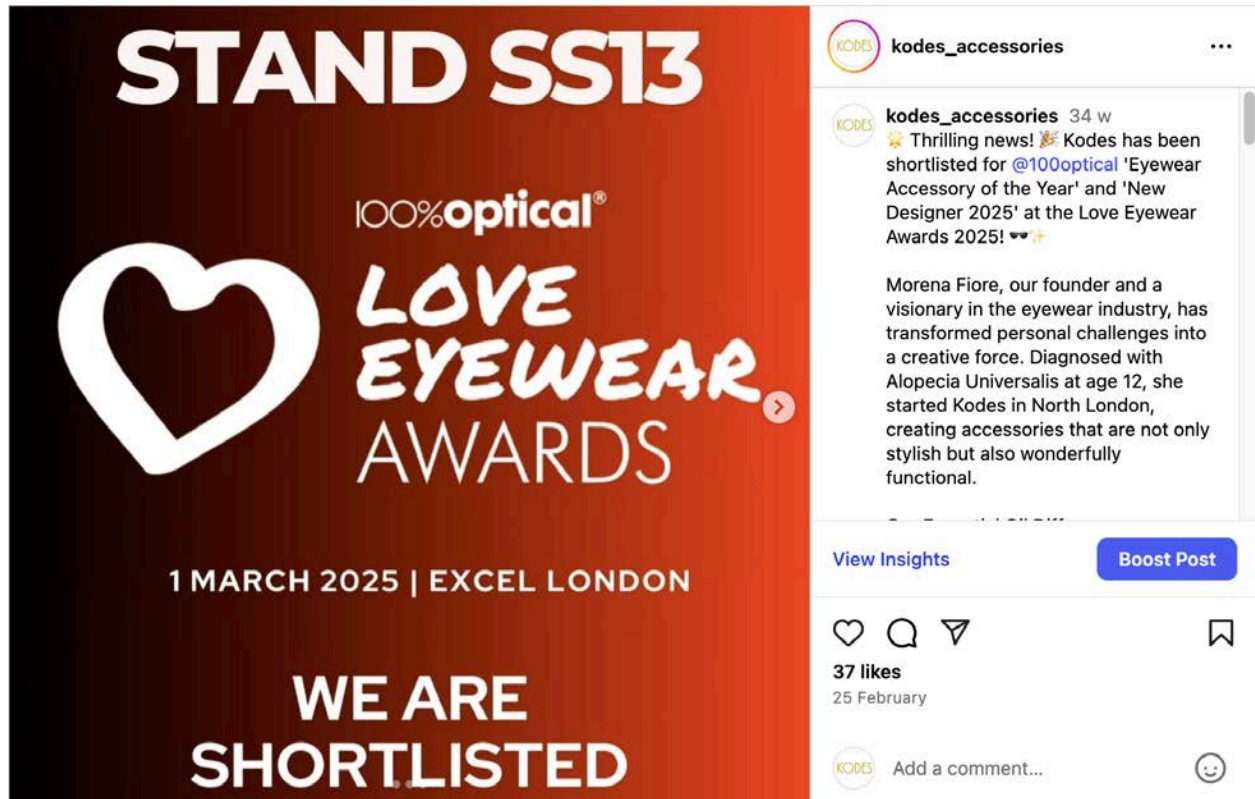 STAND SS13
100%optical®
LOVE
EYEWEAR
AWARDS
1 MARCH 2025 | EXCEL LONDON
WE ARE
SHORTLISTED
KODES
kodes_accessories
KODES
kodes_accessories 34 w
🌟 Thrilling news! 🎉 Kodes has been
shortlisted for @100optical 'Eyewear
Accessory of the Year' and 'New
Designer 2025' at the Love Eyewear
Awards 2025! 🕶️✨
Morena Fiore, our founder and a
visionary in the eyewear industry, has
transformed personal challenges into
a creative force. Diagnosed with
Alopecia Universalis at age 12, she
started Kodes in North London,
creating accessories that are not only
stylish but also wonderfully
functional.
View Insights
Boost Post
37 likes
25 February
KODES
Add a comment...